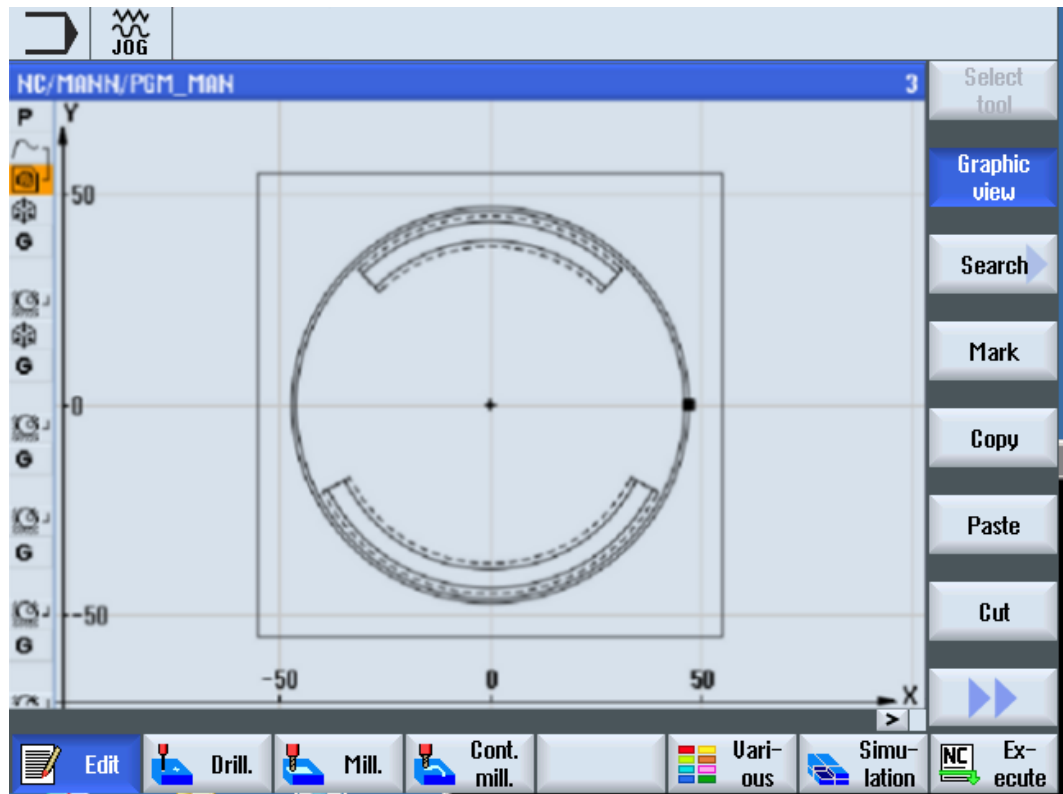 JOG
NC/MANN/PGM_MAN 3
Select
tool
P
Y
Graphic
view
50
G
Search
Mark
G
0
Copy
G
Paste
G
-50
Cut
G
-50 0 50
X
>
Edit
Drill.
Mill.
Cont.
mill.
Vari-
ous
Simu-
lation
NC
Ex-
ecute